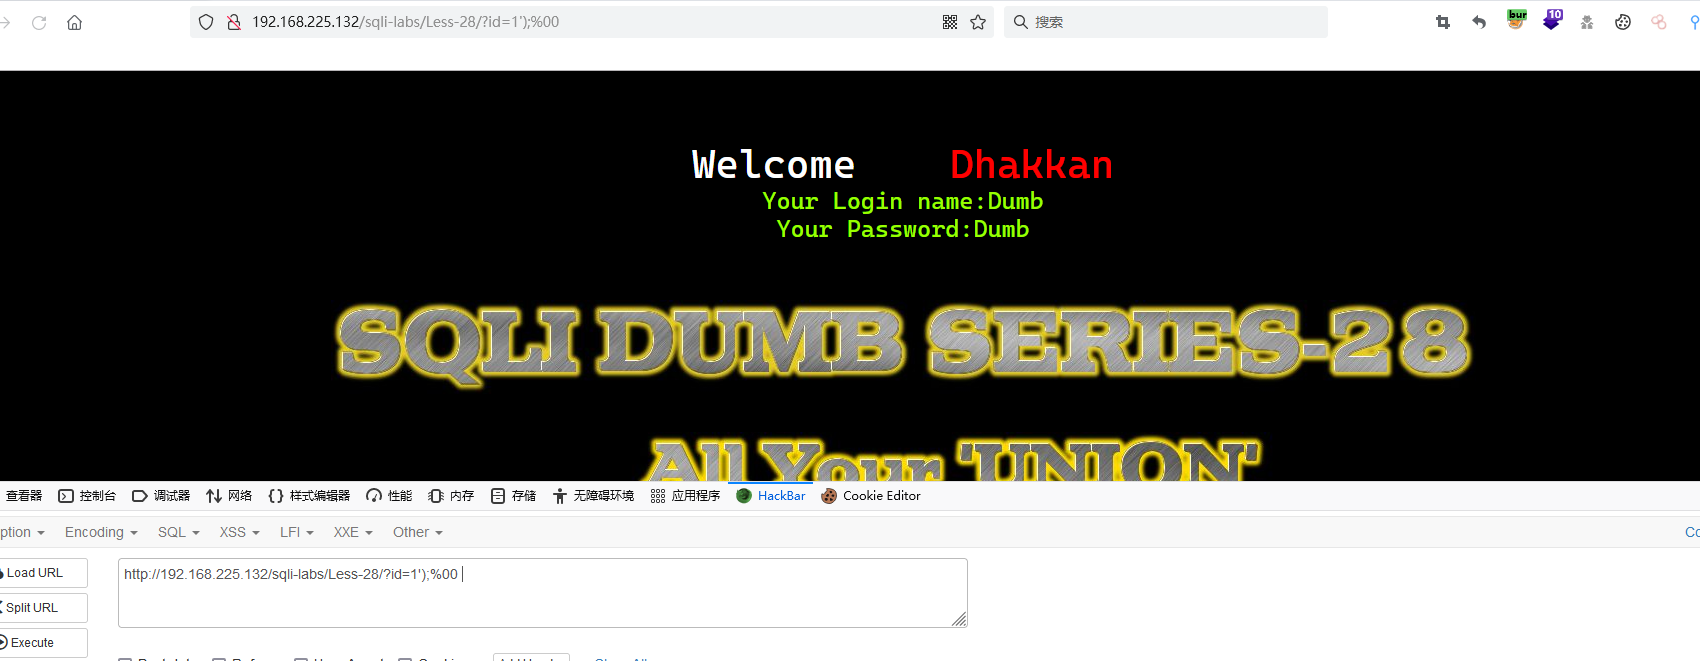 192.168.225.132/sqli-labs/Less-28/?id=1');%00
搜索
bur
10
Welcome Dhakkan
Your Login name:Dumb
Your Password:Dumb
SQLI DUMB SERIES-28
All Your 'UNION'
查看器 控制台 调试器 网络 样式编辑器 性能 内存 存储 无障碍环境 应用程序 HackBar Cookie Editor
ption Encoding SQL XSS LFI XXE Other
Load URL
http://192.168.225.132/sqli-labs/Less-28/?id=1');%00
Split URL
Execute